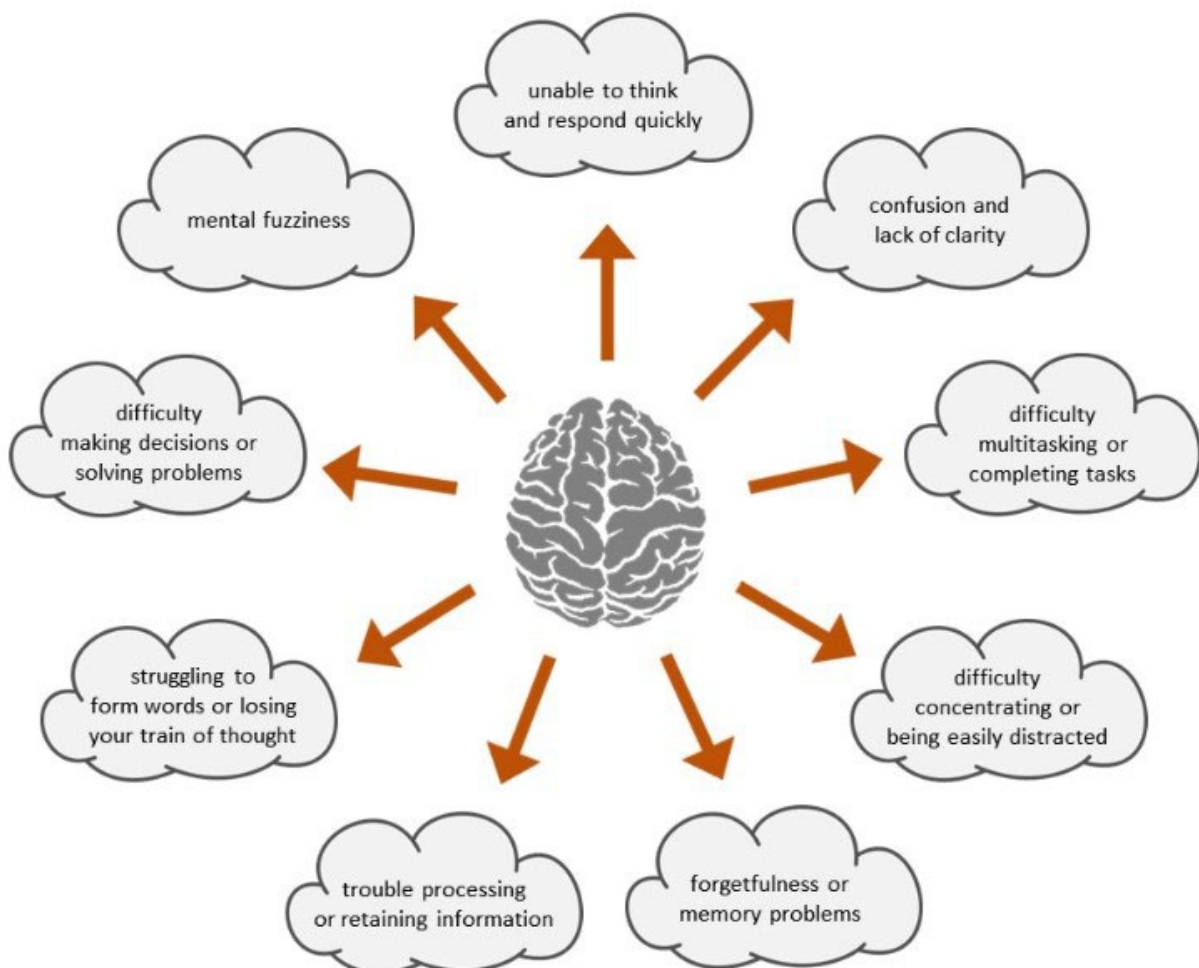 unable to think
and respond quickly
confusion and
lack of clarity
difficulty
multitasking or
completing tasks
difficulty
concentrating or
being easily distracted
forgetfulness or
memory problems
trouble processing
or retaining information
struggling to
form words or losing
your train of thought
difficulty
making decisions or
solving problems
mental fuzziness